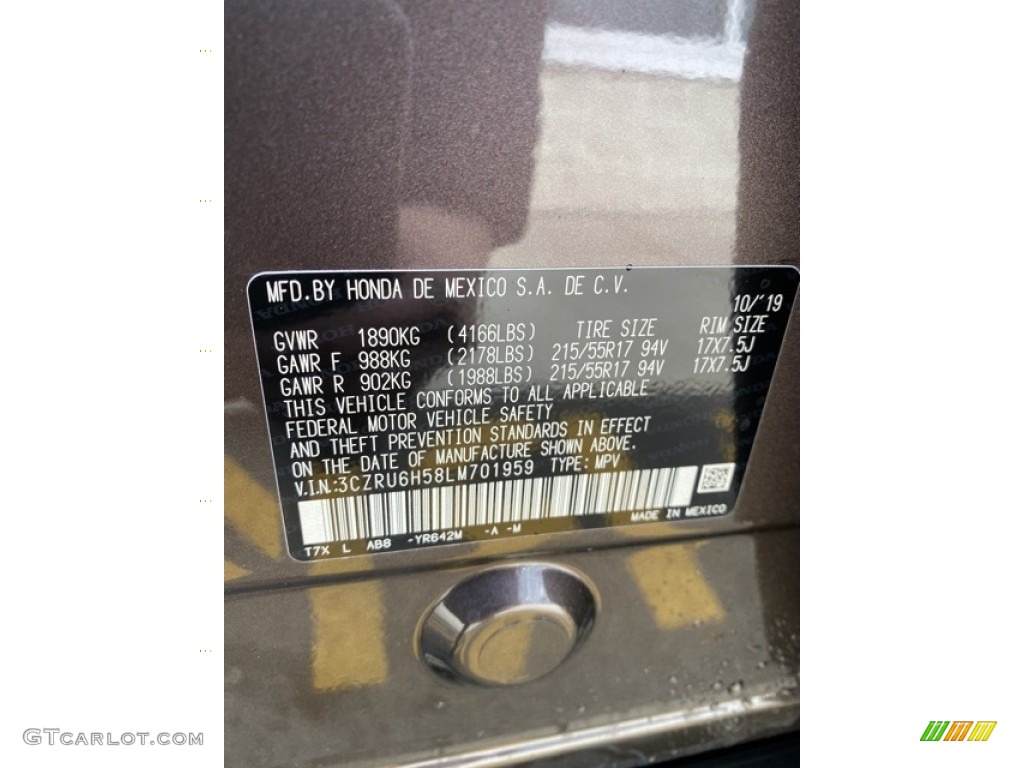 MFD.BY HONDA DE MEXICO S.A. DE C.V.
10/'19
GVWR 1890KG (4166LBS) TIRE SIZE RIM SIZE
GAWR F 988KG (2178LBS) 215/55R17 94V 17X7.5J
GAWR R 902KG (1988LBS) 215/55R17 94V 17X7.5J
THIS VEHICLE CONFORMS TO ALL APPLICABLE
FEDERAL MOTOR VEHICLE SAFETY
AND THEFT PREVENTION STANDARDS IN EFFECT
ON THE DATE OF MANUFACTURE SHOWN ABOVE.
V.I.N.:3CZRU6H58LM701959 TYPE: MPV
MADE IN MEXICO
T7X L AB8 -YR642M -A -M
GTCARLOT.COM